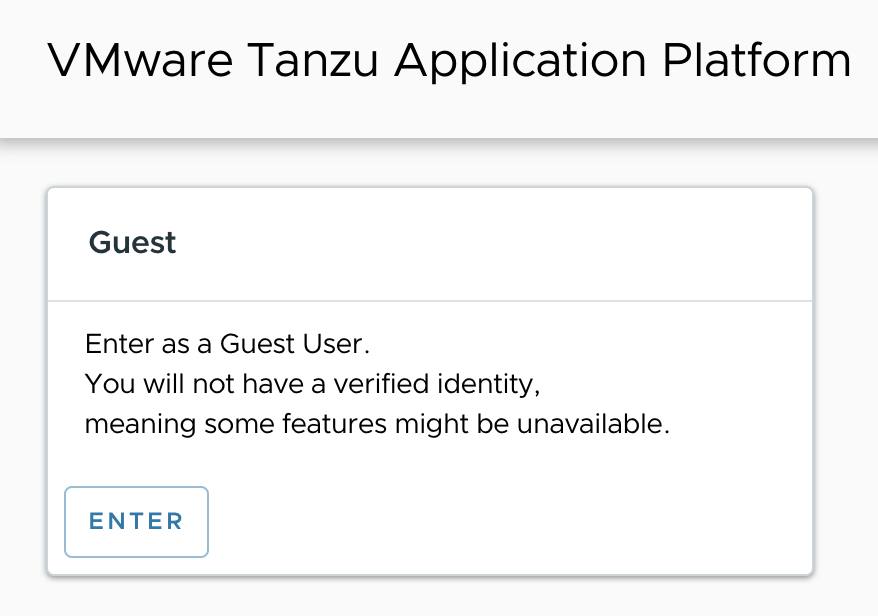 VMware Tanzu Application Platform
Guest
Enter as a Guest User.
You will not have a verified identity,
meaning some features might be unavailable.
ENTER